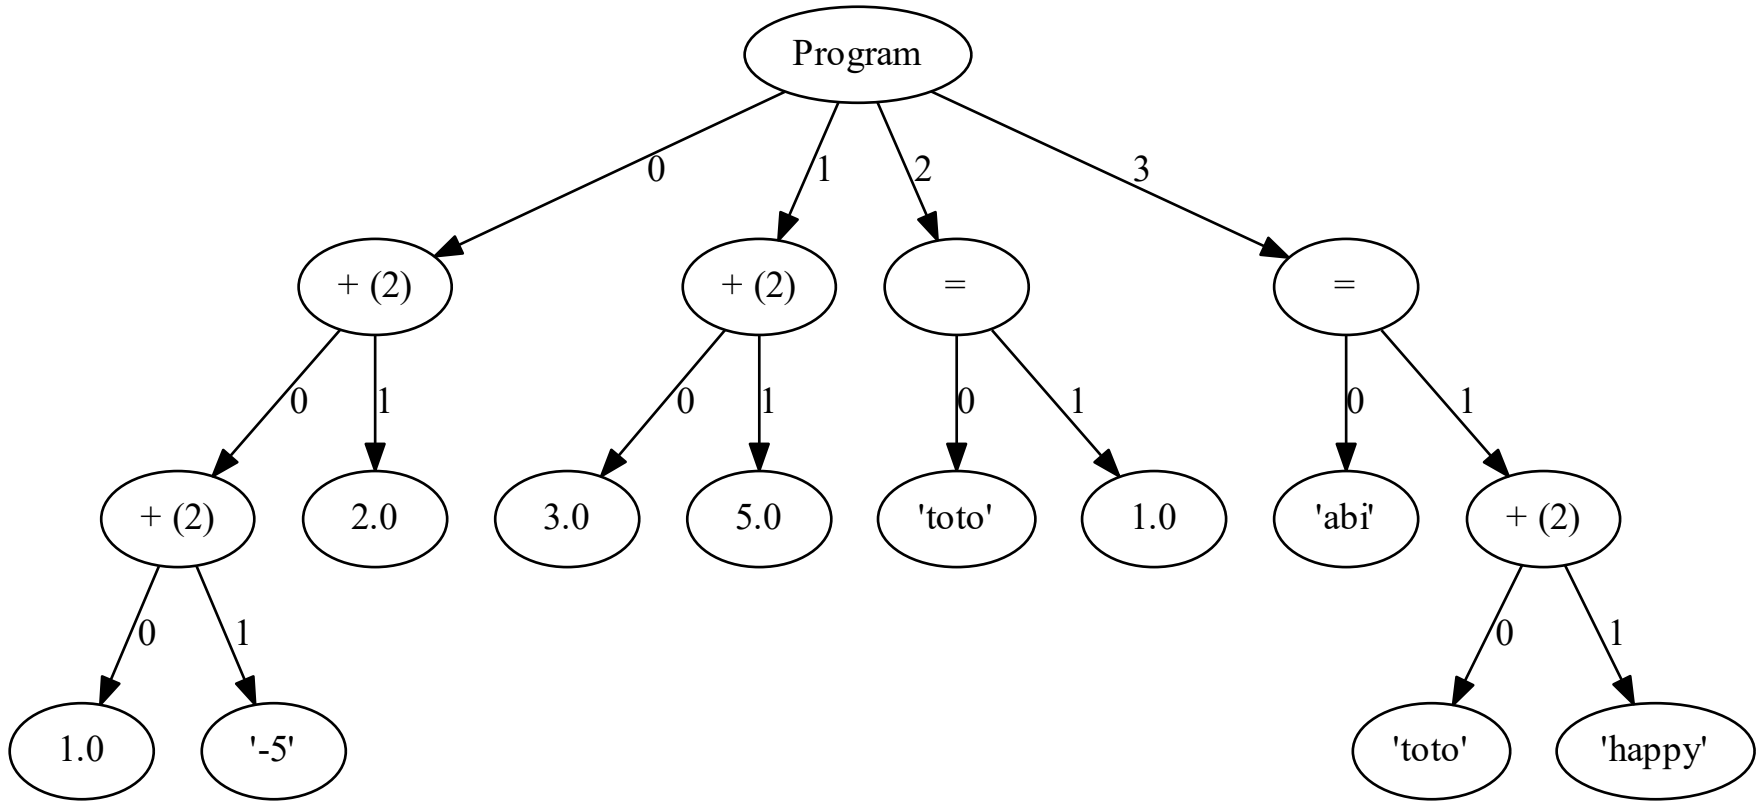 Program
0 1 2 3
+ (2) + (2) = =
0 1 0 1 0 1 0 1
+ (2) 2.0 3.0 5.0 'toto' 1.0 'abi' + (2)
0 1 0 1
1.0 '-5' 'toto' 'happy'